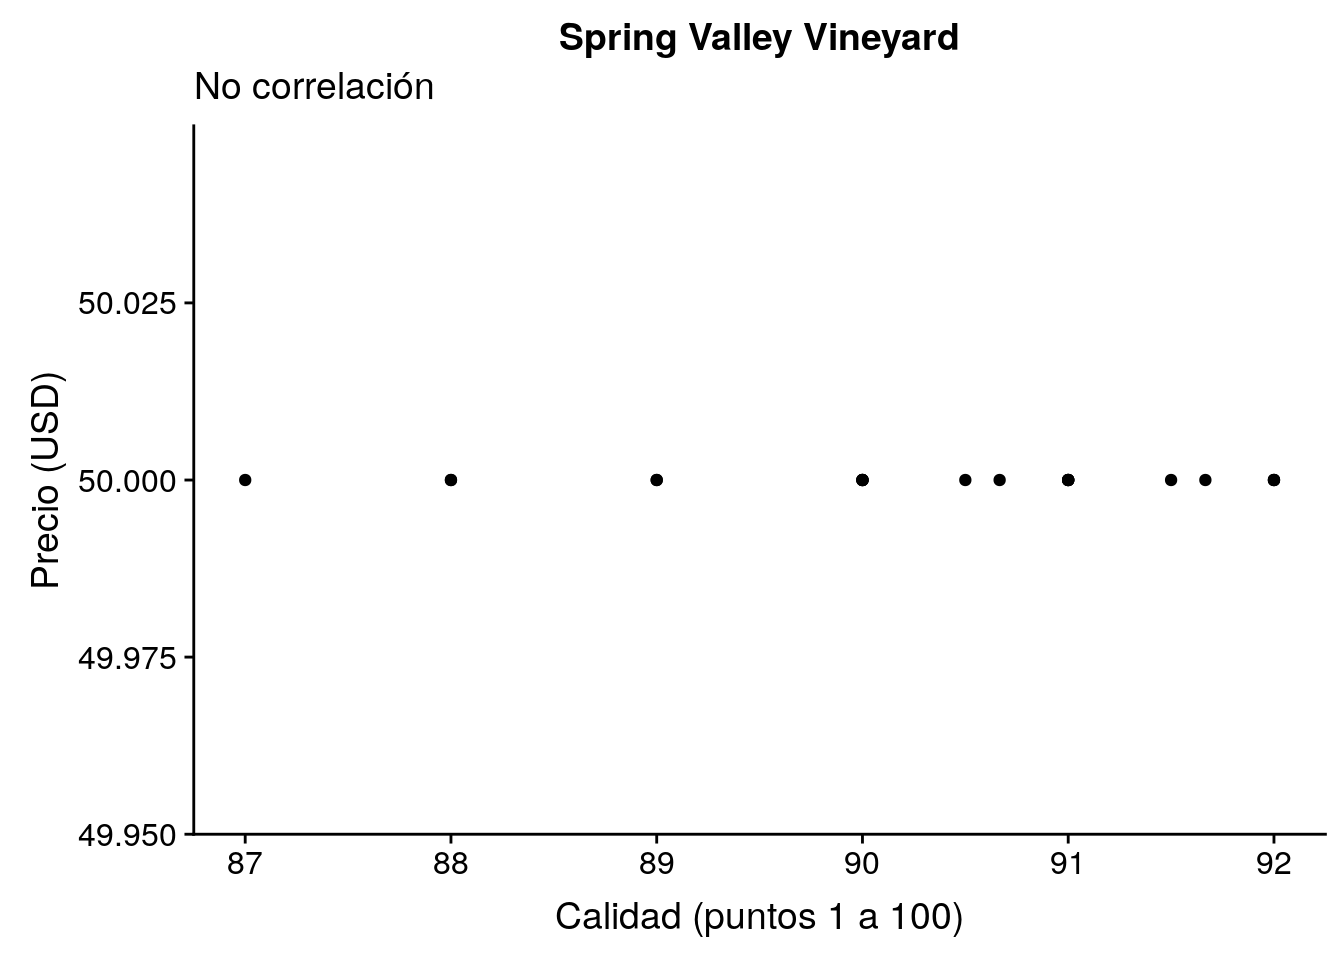 Spring Valley Vineyard
No correlación
50.025
50.000
49.975
49.950
Precio (USD)
87 88 89 90 91 92
Calidad (puntos 1 a 100)